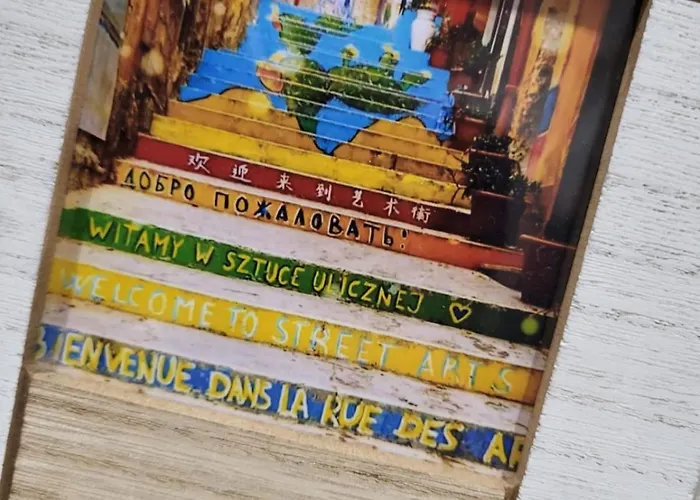 欢迎来到艺术街
ДОБРО ПОЖАЛОВАТЬ!
WITAMY W SZTUCE ULICZNEJ ♡
WELCOME TO STREET ARTS
BIENVENUE DANS LA RUE DES AR